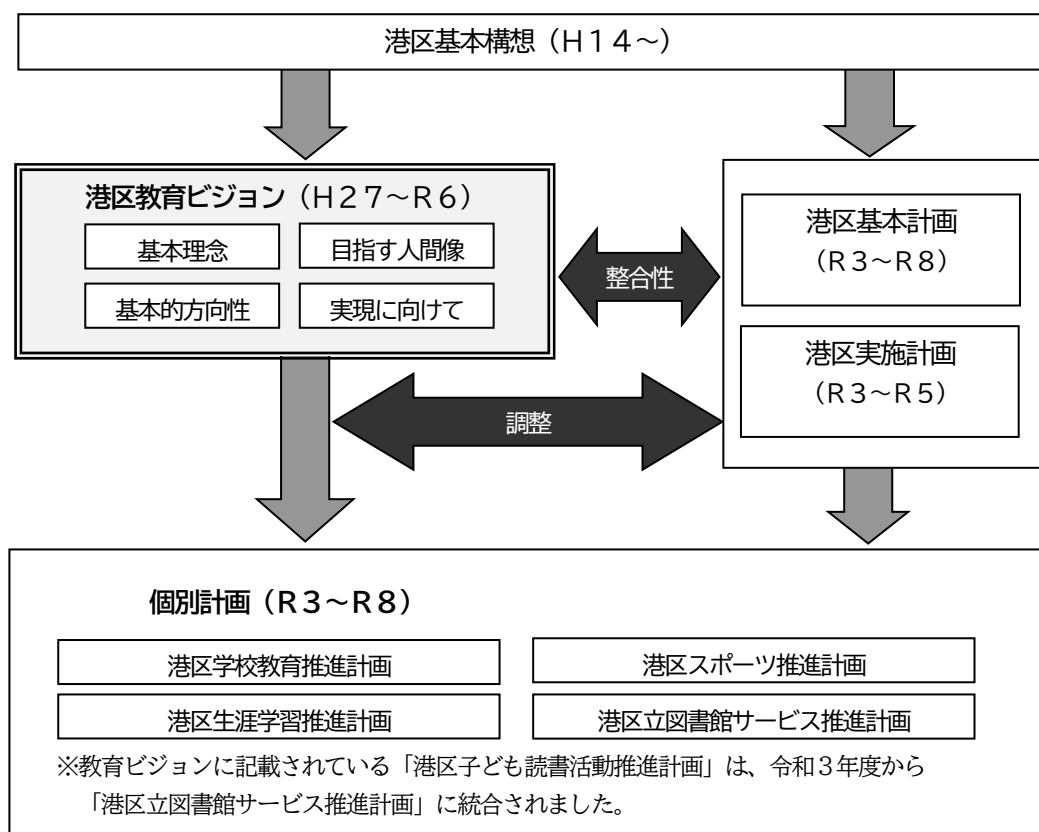 港区基本構想（H１４～）
港区教育ビジョン（H２７～R６）
基本理念
目指す人間像
基本的方向性
実現に向けて
整合性
港区基本計画
（R３～R８）
港区実施計画
（R３～R５）
調整
個別計画（R３～R８）
港区学校教育推進計画
港区スポーツ推進計画
港区生涯学習推進計画
港区立図書館サービス推進計画
※教育ビジョンに記載されている「港区子ども読書活動推進計画」は、令和３年度から
「港区立図書館サービス推進計画」に統合されました。